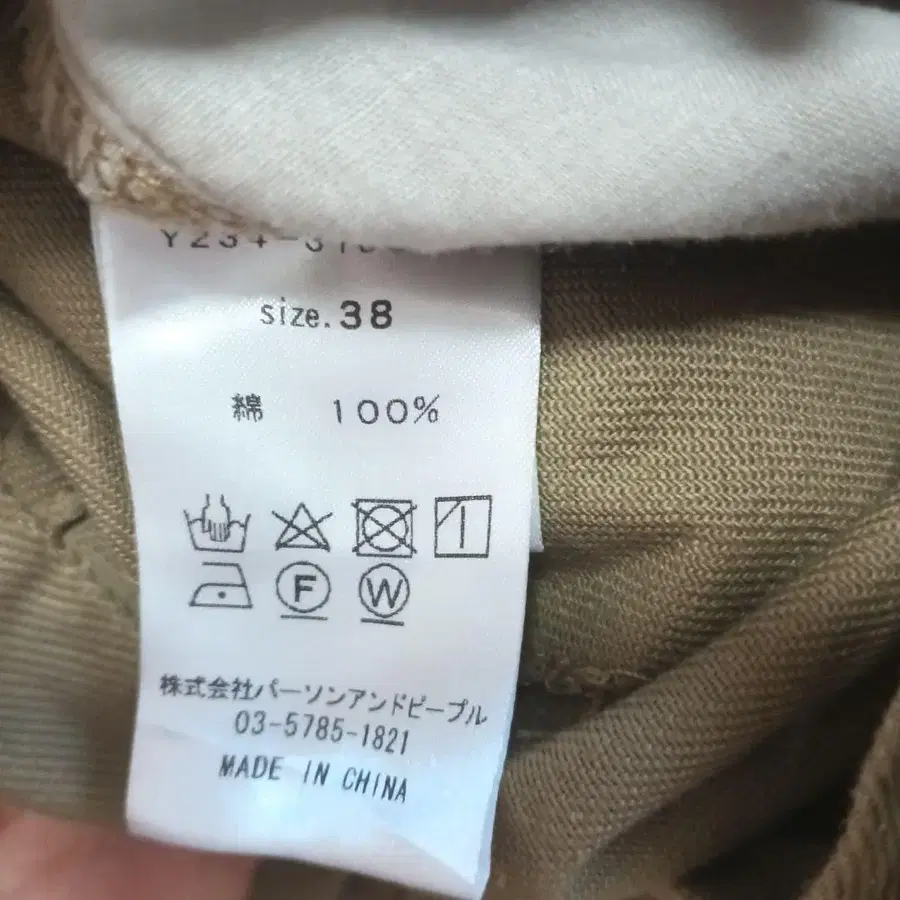 size.38
綿 100%
F W
株式会社パーソンアンドピープル
03-5785-1821
MADE IN CHINA